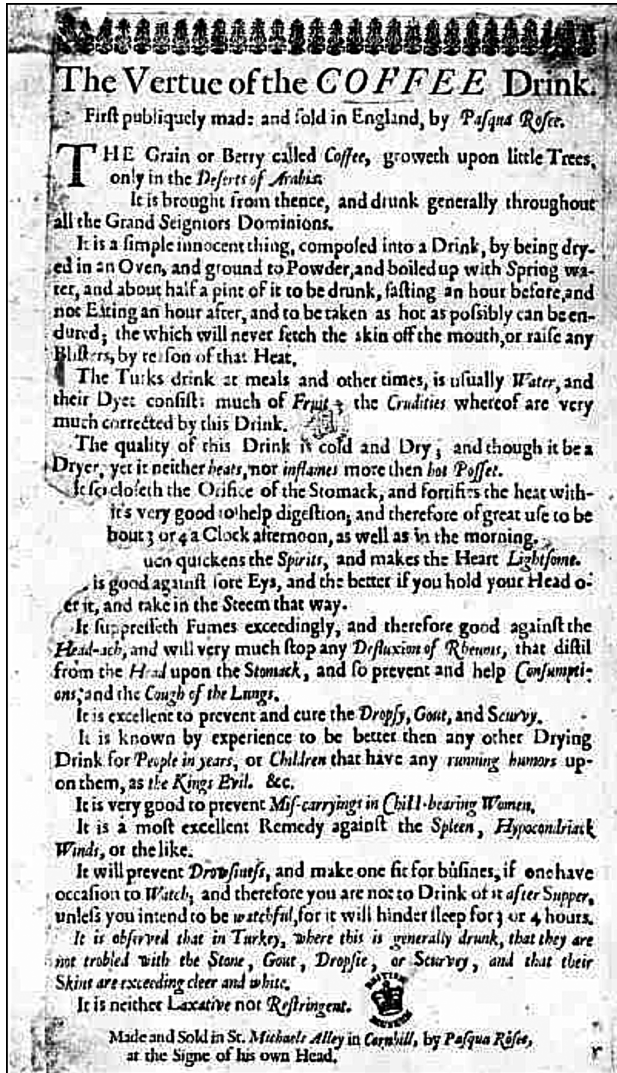 The Vertue of the COFFEE Drink.
First publiquely made and sold in England, by Pasqua Rosee.
THE Grain or Berry called Coffee, groweth upon little Trees,
only in the Deserts of Arabia.
It is brought from thence, and drunk generally throughout
all the Grand Seigniors Dominions.
It is a simple innocent thing, composed into a Drink, by being dry-
ed in an Oven, and ground to Powder, and boiled up with Spring wa-
ter, and about half a pint of it to be drunk, fasting an hour before, and
not Eating an hour after, and to be taken as hot as possibly can be en-
dured; the which will never fetch the skin off the mouth, or raise any
Blisters, by reason of that Heat.
The Turks drink at meals and other times, is usually Water, and
their Dyet consists much of Fruit; the Crudities whereof are very
much corrected by this Drink.
The quality of this Drink is cold and Dry; and though it be a
Dryer, yet it neither heats, nor inflames more then hot Posset.
It so closeth the Orifice of the Stomack, and fortifies the heat with-
it's very good to help digestion; and therefore of great use to be
bout 3 or 4 a Clock afternoon, as well as in the morning.
uch quickens the Spirits, and makes the Heart Lightsome.
is good against sore Eys, and the better if you hold your Head o-
er it, and take in the Steem that way.
It suppresseth Fumes exceedingly, and therefore good against the
Head-ach, and will very much stop any Defluxion of Rheums, that distil
from the Head upon the Stomack, and so prevent and help Consumpti-
ons; and the Cough of the Lungs.
It is excellent to prevent and cure the Dropsy, Gout, and Scurvy.
It is known by experience to be better then any other Drying
Drink for People in years, or Children that have any running humors up-
on them, as the Kings Evil. &c.
It is very good to prevent Mis-carryings in Child-bearing Women.
It is a most excellent Remedy against the Spleen, Hypocondriack
Winds, or the like.
It will prevent Drowsiness, and make one fit for busines, if one have
occasion to Watch; and therefore you are not to Drink of it after Supper,
unless you intend to be watchful, for it will hinder sleep for 3 or 4 hours.
It is observed that in Turkey, where this is generally drunk, that they are
not trobled with the Stone, Gout, Dropsie, or Scurvey, and that their
Skins are exceeding cleer and white.
It is neither Laxative nor Restringent.
BRITISH MUSEUM
Made and Sold in St. Michaels Alley in Cornhill, by Pasqua Rosee,
at the Signe of his own Head.